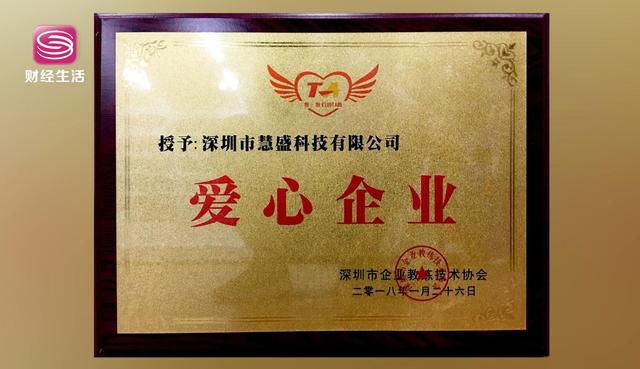 财经生活
TA
授予:深圳市慧盛科技有限公司
爱心企业
深圳市企业教练技术协会
二零一八年一月二十六日